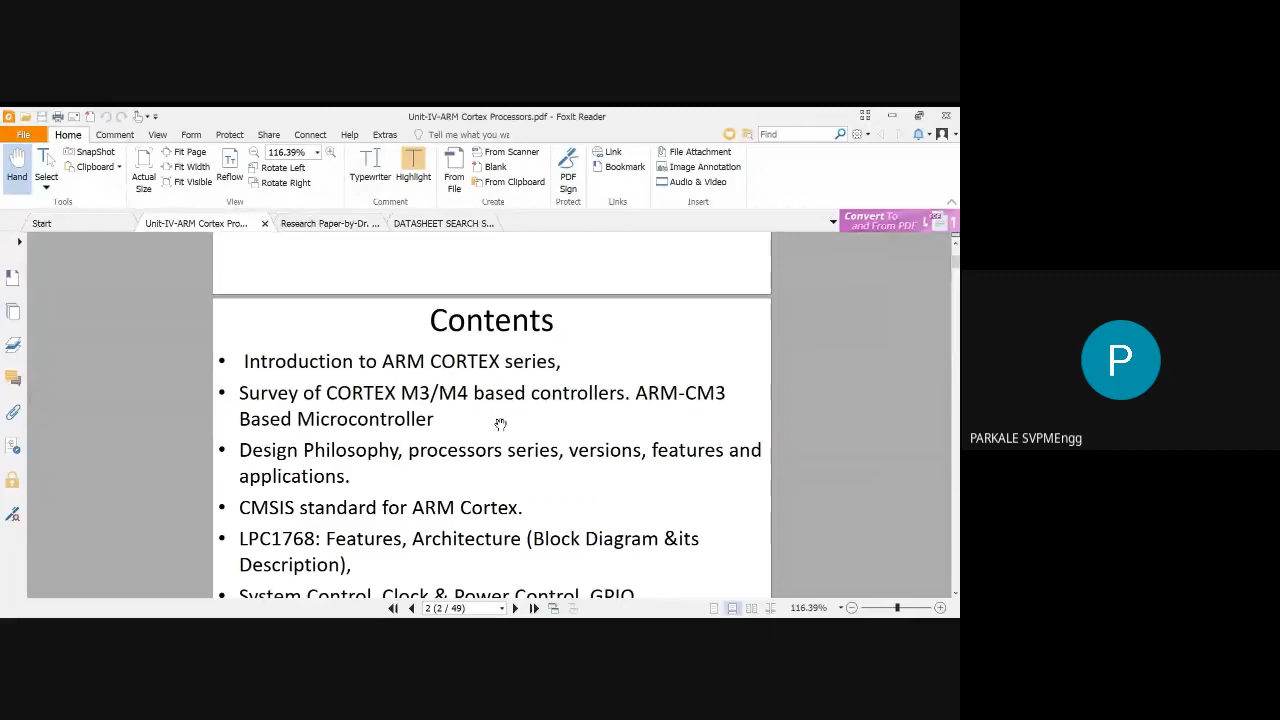 Unit-IV-ARM Cortex Processors.pdf - Foxit Reader
File Home Comment View Form Protect Share Connect Help Extras Tell me what you wa Find
SnapShot Fit Page 116.39% From Scanner Link File Attachment
Clipboard Fit Width Rotate Left Blank Bookmark Image Annotation
Hand Select Actual Size Fit Visible Reflow Rotate Right Typewriter Highlight From File From Clipboard PDF Sign Audio & Video
Tools View Comment Create Protect Links Insert
Start Unit-IV-ARM Cortex Pro... Research Paper-by-Dr. ... DATASHEET SEARCH S... Convert To and From PDF
Contents
• Introduction to ARM CORTEX series,
• Survey of CORTEX M3/M4 based controllers. ARM-CM3
Based Microcontroller
• Design Philosophy, processors series, versions, features and
applications.
• CMSIS standard for ARM Cortex.
• LPC1768: Features, Architecture (Block Diagram &its
Description),
• System Control, Clock & Power Control, GPIO
2 (2 / 49) 116.39%
P
PARKALE SVPMEngg